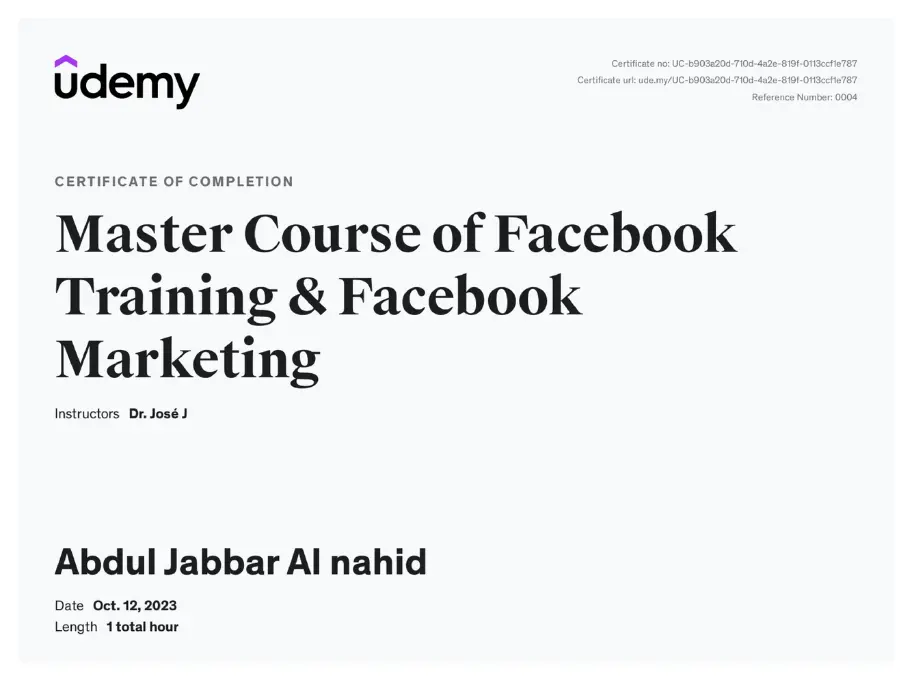 udemy
Certificate no: UC-b903a20d-710d-4a2e-819f-0113ccf1e787
Certificate url: ude.my/UC-b903a20d-710d-4a2e-819f-0113ccf1e787
Reference Number: 0004
CERTIFICATE OF COMPLETION
Master Course of Facebook
Training & Facebook
Marketing
Instructors Dr. José J
Abdul Jabbar Al nahid
Date Oct. 12, 2023
Length 1 total hour